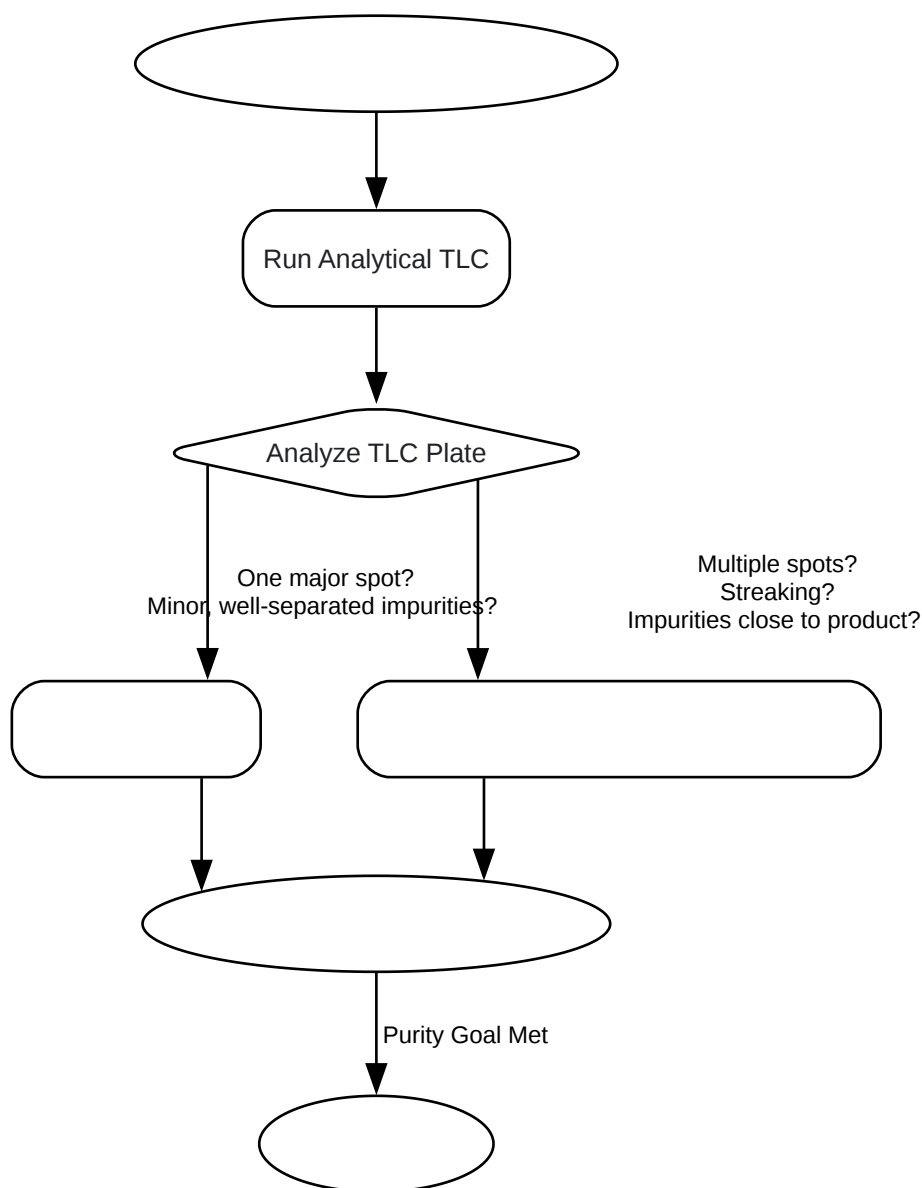 Run Analytical TLC
Analyze TLC Plate
One major spot?
Minor, well-separated impurities?
Multiple spots?
Streaking?
Impurities close to product?
Purity Goal Met